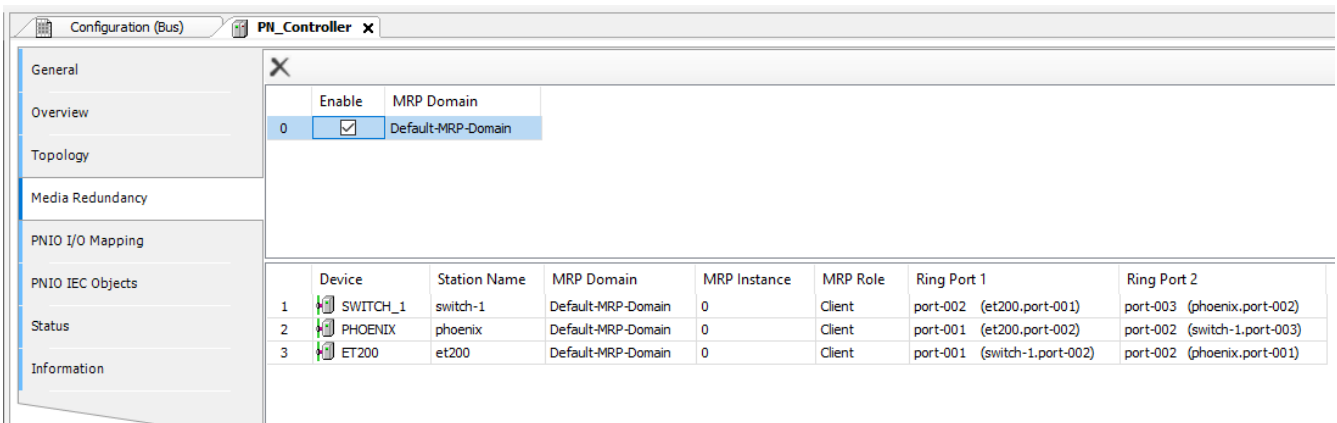 Configuration (Bus) PN_Controller x
General
Overview
Topology
Media Redundancy
PNIO I/O Mapping
PNIO IEC Objects
Status
Information
Enable MRP Domain
0 Default-MRP-Domain
Device Station Name MRP Domain MRP Instance MRP Role Ring Port 1 Ring Port 2
1 SWITCH_1 switch-1 Default-MRP-Domain 0 Client port-002 (et200.port-001) port-003 (phoenix.port-002)
2 PHOENIX phoenix Default-MRP-Domain 0 Client port-001 (et200.port-002) port-002 (switch-1.port-003)
3 ET200 et200 Default-MRP-Domain 0 Client port-001 (switch-1.port-002) port-002 (phoenix.port-001)